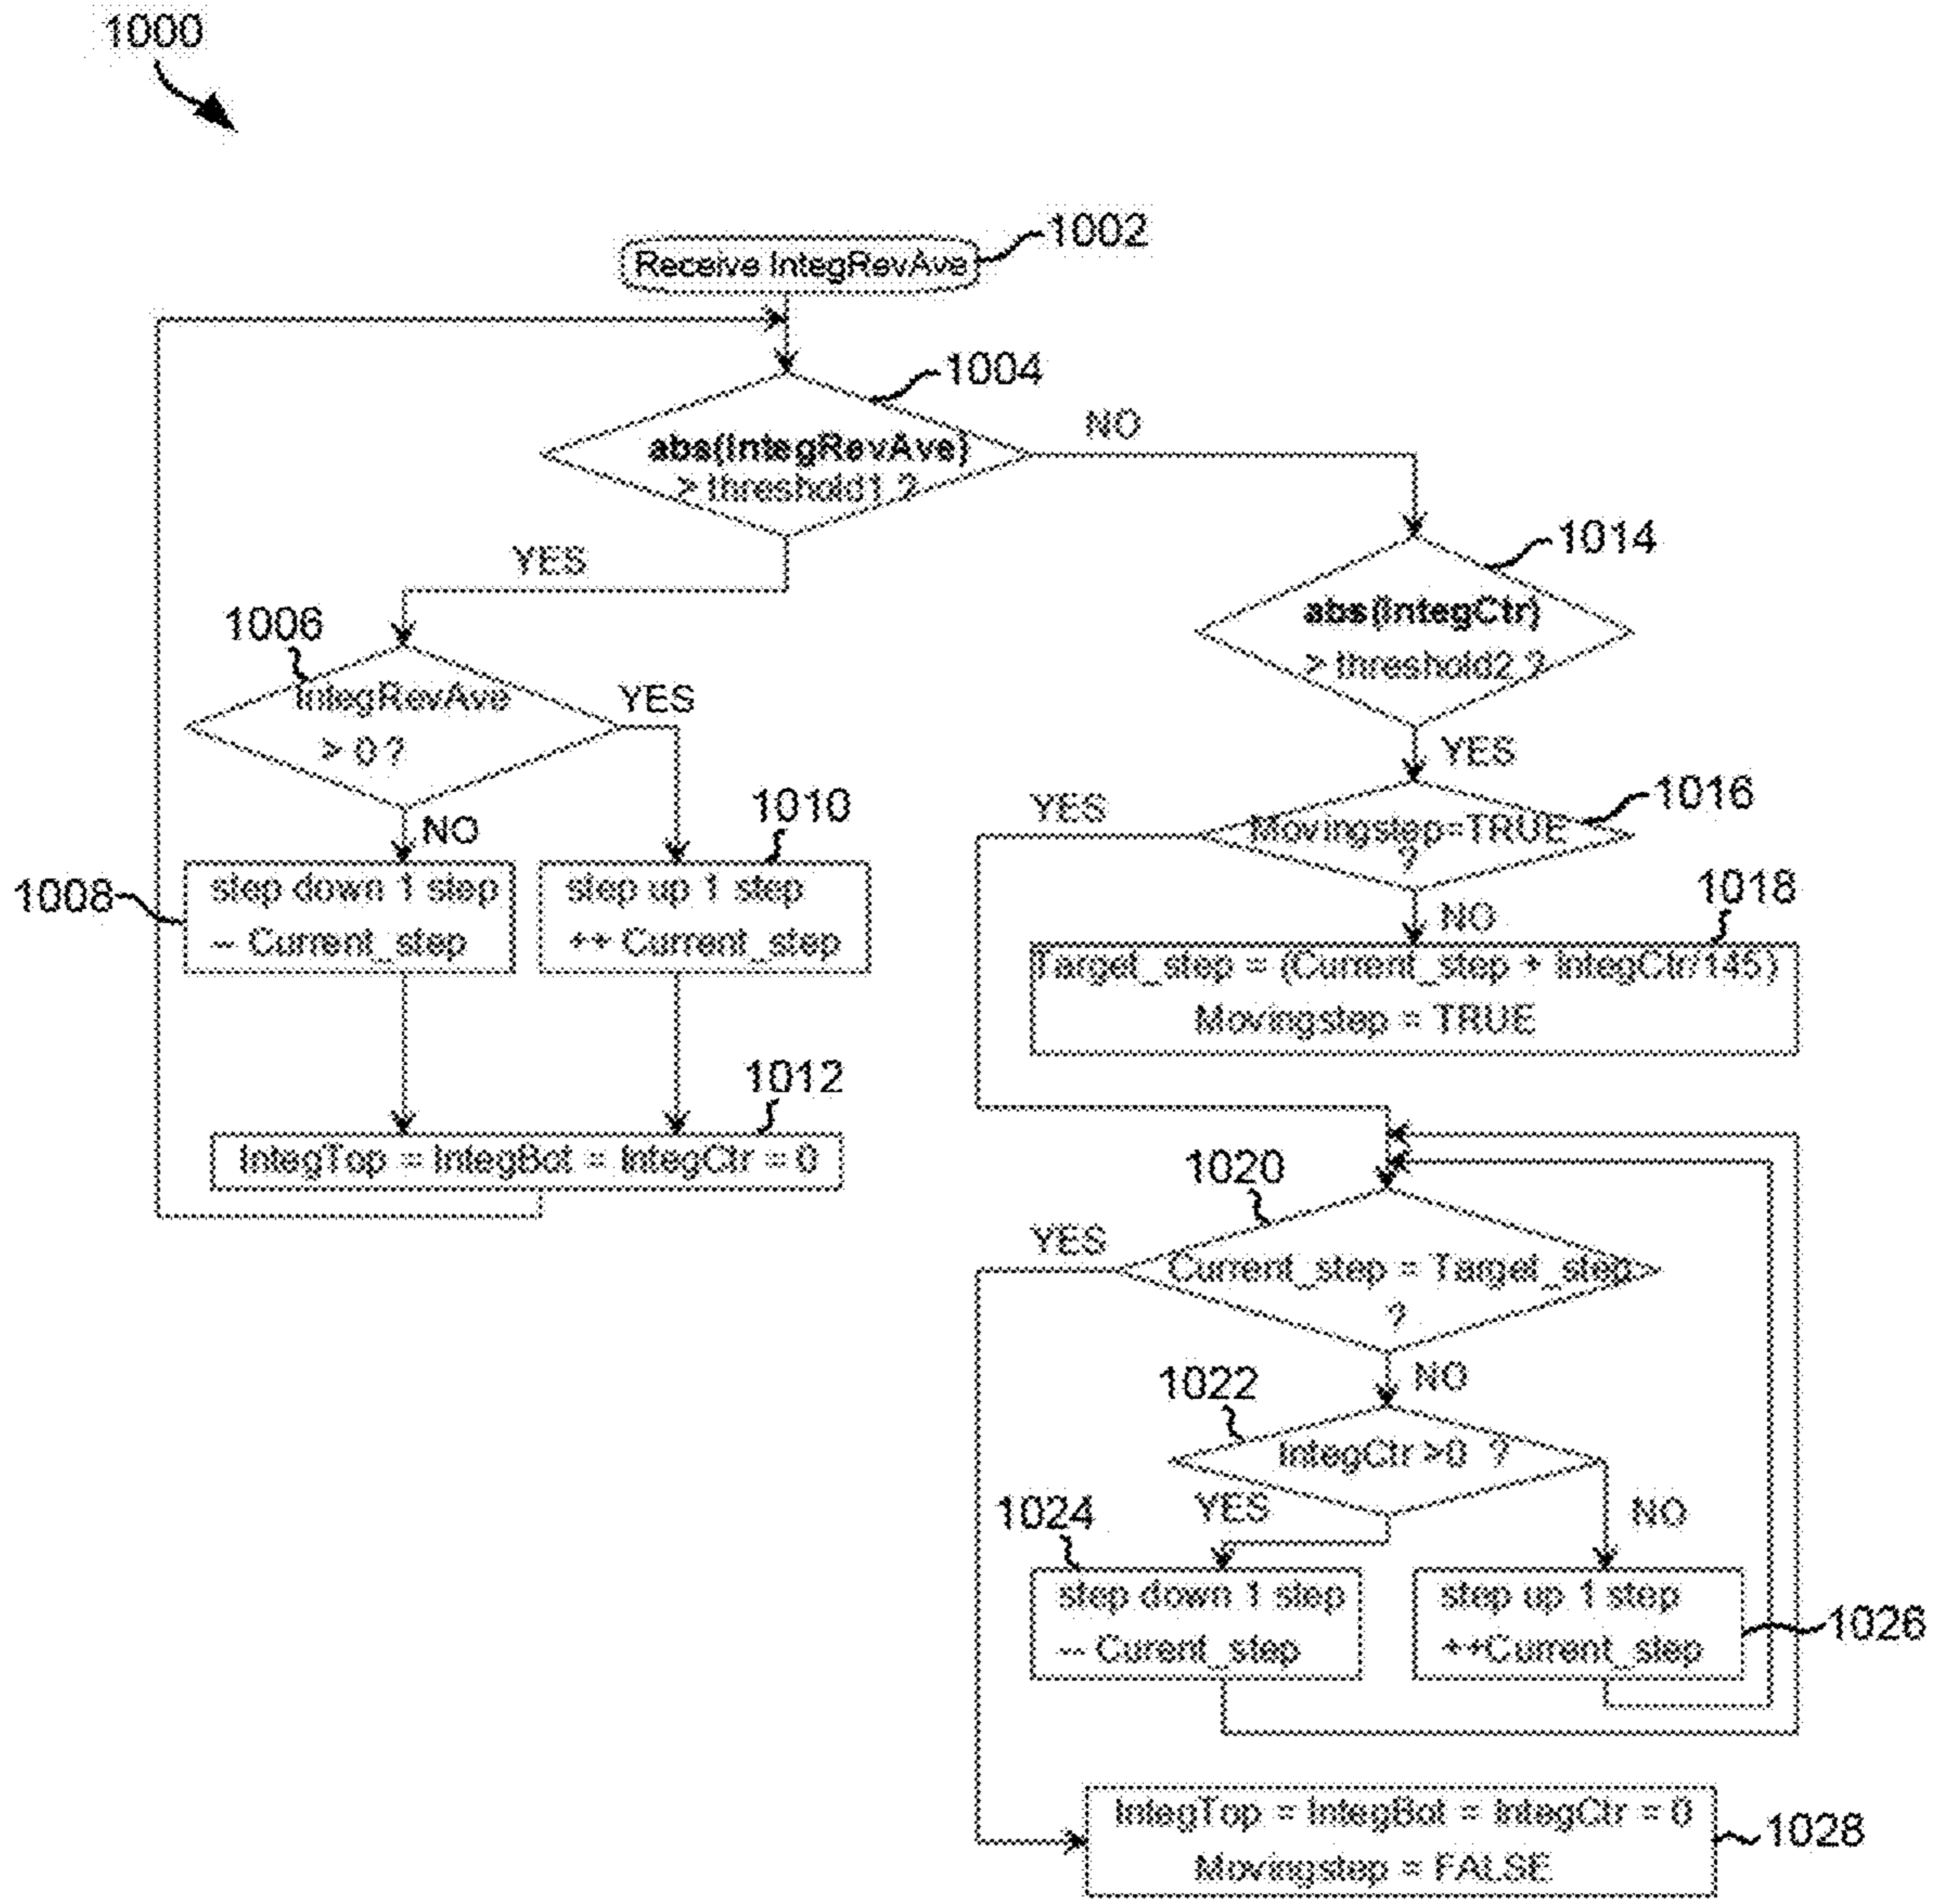 1000
Receive IntegRevAve
1002
1004
abs(IntegRevAve)
> threshold1 ?
NO
YES
1014
abs(IntegCtr)
> threshold2 ?
YES
1006
IntegRevAve
> 0 ?
YES
NO
1016
Movingstep=TRUE
?
YES
NO
1008
step down 1 step
-- Current_step
1010
step up 1 step
++ Current_step
1018
Target_step = (Current_step + IntegCtr/145)
Movingstep = TRUE
1012
IntegTop = IntegBot = IntegCtr = 0
1020
YES
Current_step = Target_step
?
NO
1022
IntegCtr >0 ?
YES
NO
1024
step down 1 step
-- Curent_step
step up 1 step
++Current_step
1026
IntegTop = IntegBot = IntegCtr = 0
Movingstep = FALSE
1028